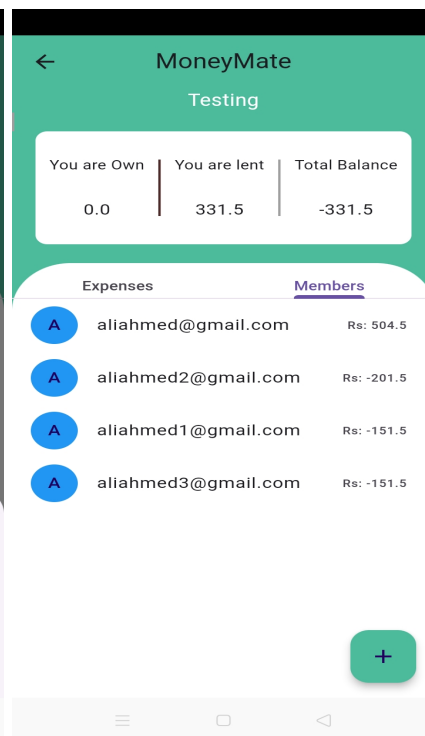 MoneyMate
Testing
You are Own You are lent Total Balance
0.0 331.5 -331.5
Expenses Members
A aliahmed@gmail.com Rs: 504.5
A aliahmed2@gmail.com Rs: -201.5
A aliahmed1@gmail.com Rs: -151.5
A aliahmed3@gmail.com Rs: -151.5
+